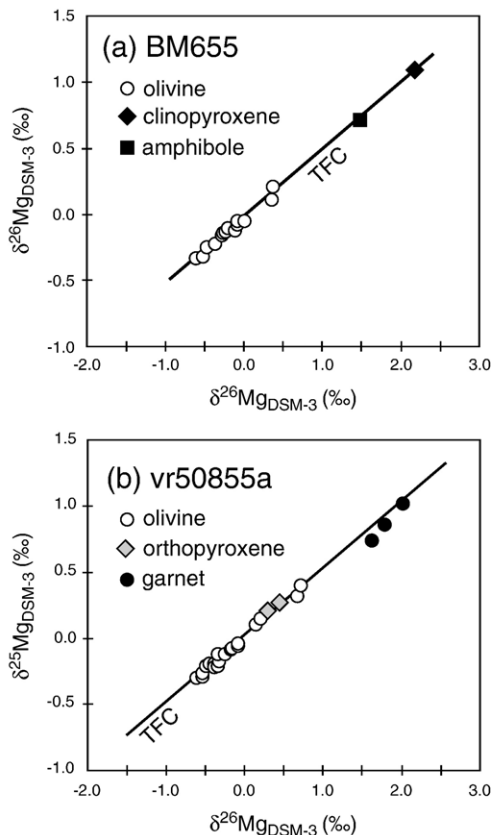 (a) BM655
olivine
clinopyroxene
amphibole
TFC
δ26MgDSM-3 (‰)
1.5
1.0
0.5
0.0
-0.5
-1.0
-2.0 -1.0 0.0 1.0 2.0 3.0
δ26MgDSM-3 (‰)
(b) vr50855a
olivine
orthopyroxene
garnet
TFC
δ25MgDSM-3 (‰)
1.5
1.0
0.5
0.0
-0.5
-1.0
-2.0 -1.0 0.0 1.0 2.0 3.0
δ26MgDSM-3 (‰)